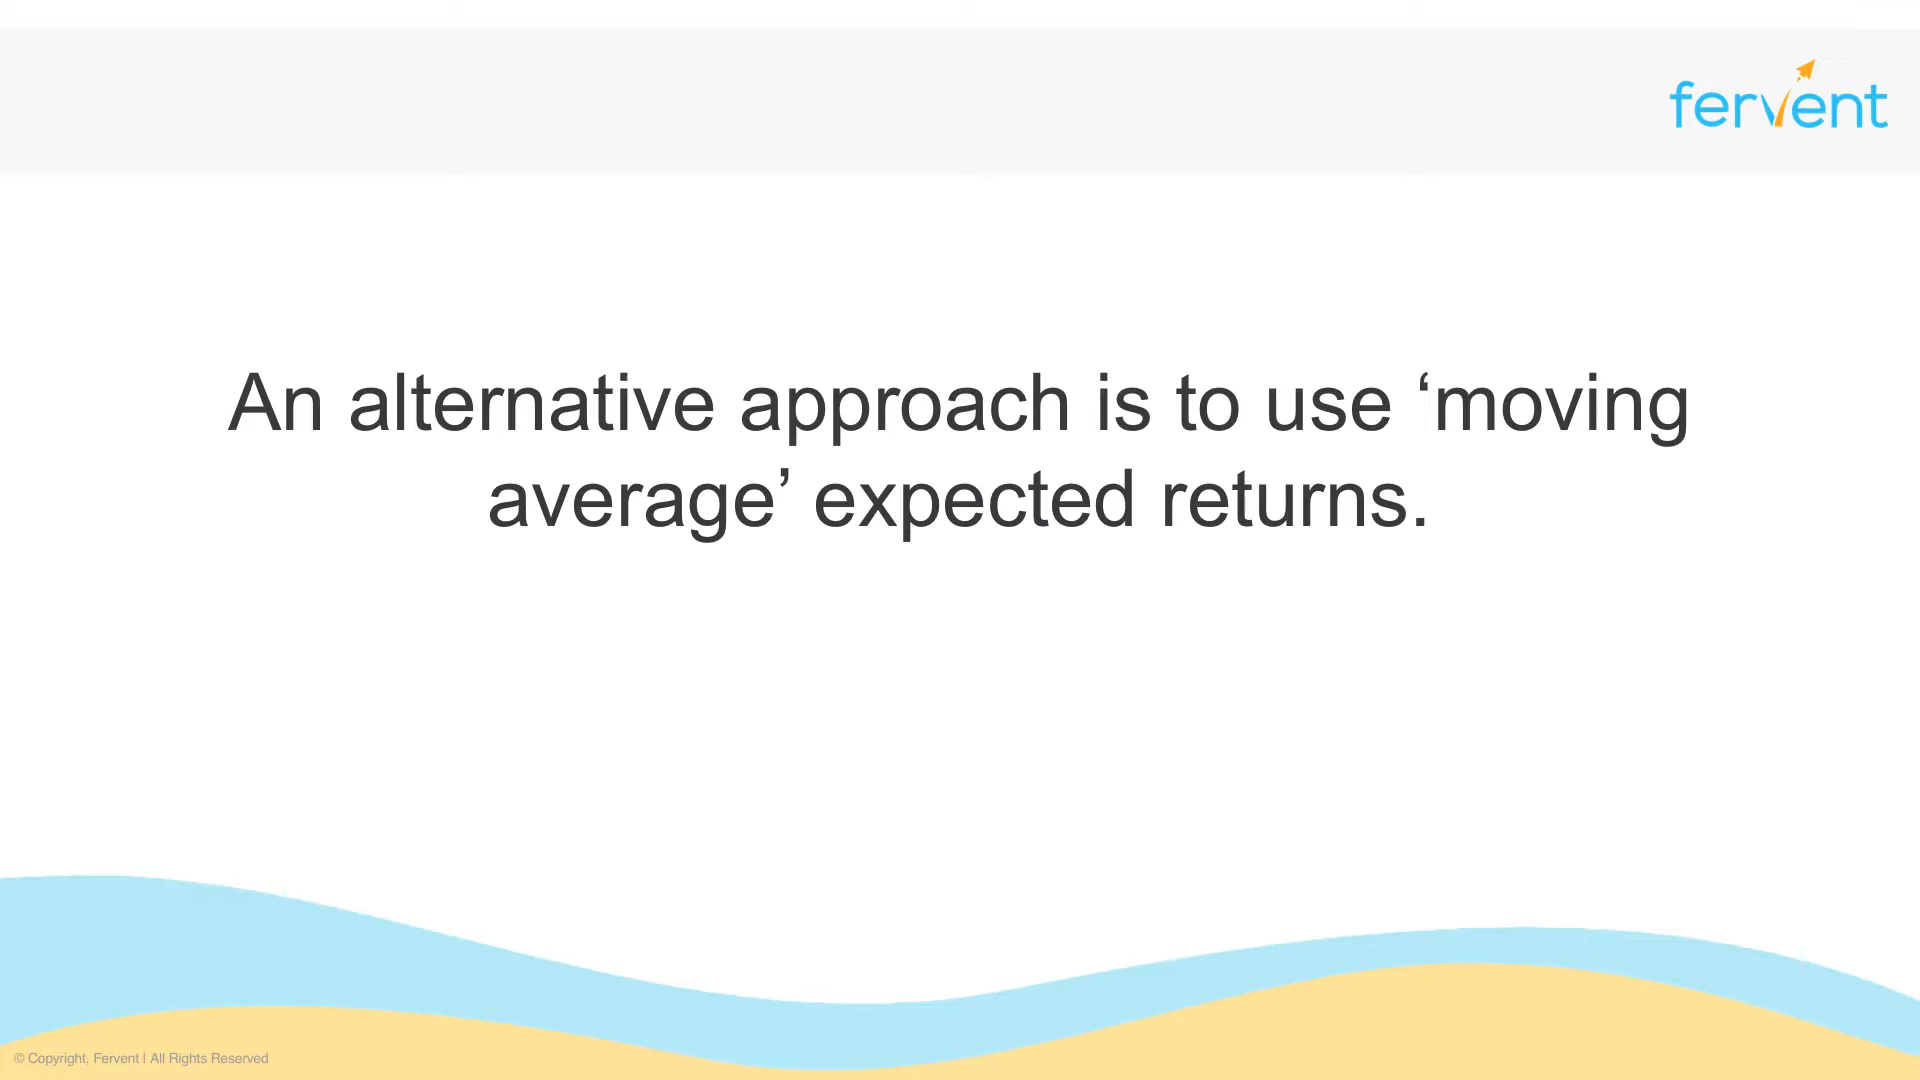 fervent
An alternative approach is to use ‘moving
average’ expected returns.
© Copyright, Fervent | All Rights Reserved